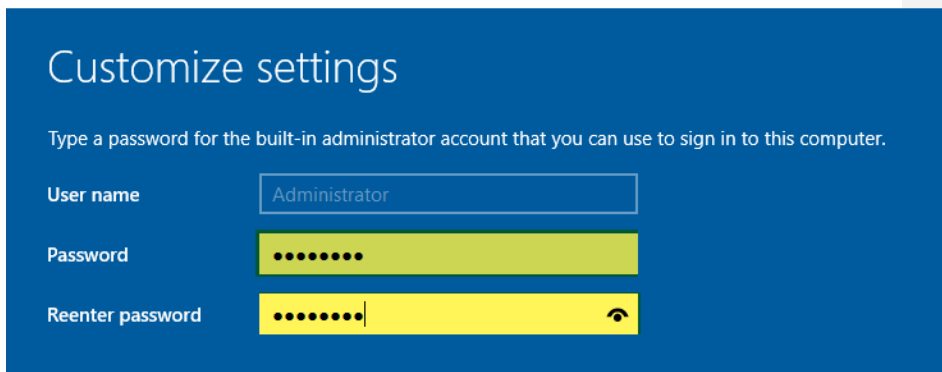 Customize settings
Type a password for the built-in administrator account that you can use to sign in to this computer.
User name Administrator
Password ••••••••
Reenter password ••••••••